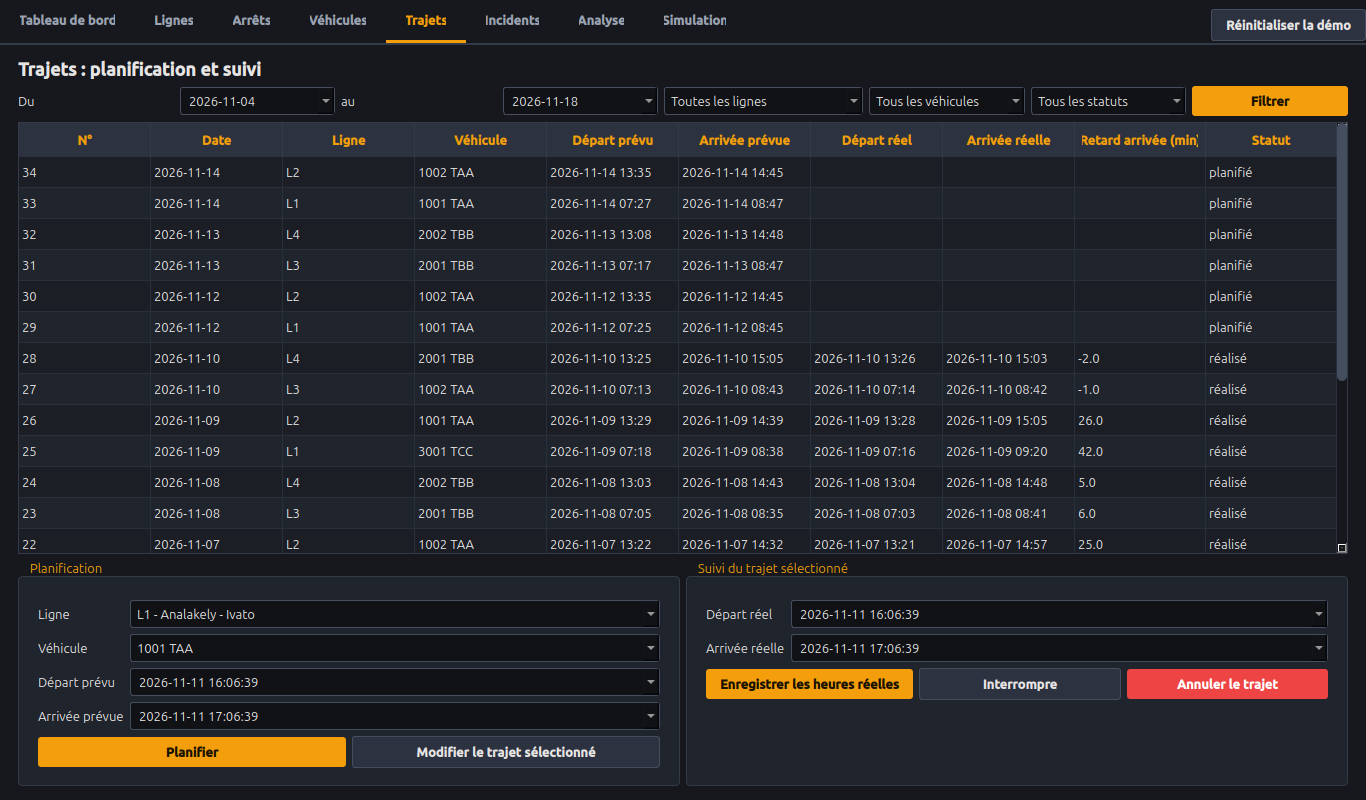 Tableau de bord Lignes Arrêts Véhicules Trajets Incidents Analyse Simulation Réinitialiser la démo
Trajets : planification et suivi
Du 2026-11-04 au 2026-11-18 Toutes les lignes Tous les véhicules Tous les statuts Filtrer
N° Date Ligne Véhicule Départ prévu Arrivée prévue Départ réel Arrivée réelle Retard arrivée (min) Statut
34 2026-11-14 L2 1002 TAA 2026-11-14 13:35 2026-11-14 14:45 planifié
33 2026-11-14 L1 1001 TAA 2026-11-14 07:27 2026-11-14 08:47 planifié
32 2026-11-13 L4 2002 TBB 2026-11-13 13:08 2026-11-13 14:48 planifié
31 2026-11-13 L3 2001 TBB 2026-11-13 07:17 2026-11-13 08:47 planifié
30 2026-11-12 L2 1002 TAA 2026-11-12 13:35 2026-11-12 14:45 planifié
29 2026-11-12 L1 1001 TAA 2026-11-12 07:25 2026-11-12 08:45 planifié
28 2026-11-10 L4 2001 TBB 2026-11-10 13:25 2026-11-10 15:05 2026-11-10 13:26 2026-11-10 15:03 -2.0 réalisé
27 2026-11-10 L3 1002 TAA 2026-11-10 07:13 2026-11-10 08:43 2026-11-10 07:14 2026-11-10 08:42 -1.0 réalisé
26 2026-11-09 L2 1001 TAA 2026-11-09 13:29 2026-11-09 14:39 2026-11-09 13:28 2026-11-09 15:05 26.0 réalisé
25 2026-11-09 L1 3001 TCC 2026-11-09 07:18 2026-11-09 08:38 2026-11-09 07:16 2026-11-09 09:20 42.0 réalisé
24 2026-11-08 L4 2002 TBB 2026-11-08 13:03 2026-11-08 14:43 2026-11-08 13:04 2026-11-08 14:48 5.0 réalisé
23 2026-11-08 L3 2001 TBB 2026-11-08 07:05 2026-11-08 08:35 2026-11-08 07:03 2026-11-08 08:41 6.0 réalisé
22 2026-11-07 L2 1002 TAA 2026-11-07 13:22 2026-11-07 14:32 2026-11-07 13:21 2026-11-07 14:57 25.0 réalisé
Planification
Ligne L1 - Analakely - Ivato
Véhicule 1001 TAA
Départ prévu 2026-11-11 16:06:39
Arrivée prévue 2026-11-11 17:06:39
Planifier Modifier le trajet sélectionné
Suivi du trajet sélectionné
Départ réel 2026-11-11 16:06:39
Arrivée réelle 2026-11-11 17:06:39
Enregistrer les heures réelles Interrompre Annuler le trajet